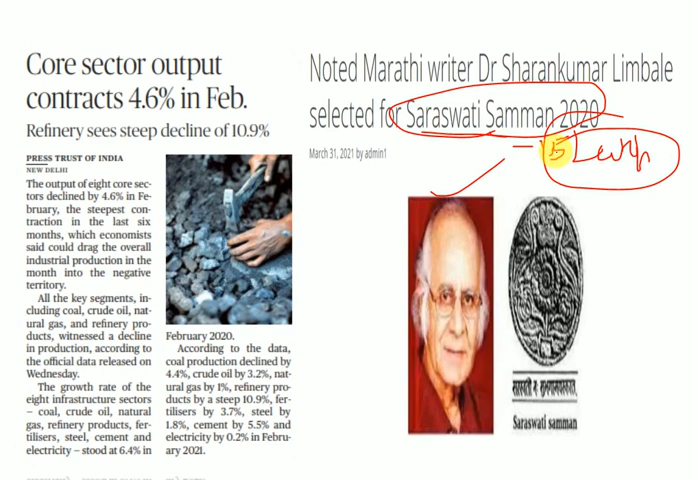 Core sector output
contracts 4.6% in Feb.
Refinery sees steep decline of 10.9%
PRESS TRUST OF INDIA
NEW DELHI
The output of eight core sec-
tors declined by 4.6% in Fe-
bruary, the steepest con-
traction in the last six
months, which economists
said could drag the overall
industrial production in the
month into the negative
territory.
All the key segments, in-
cluding coal, crude oil, nat-
ural gas, and refinery pro-
ducts, witnessed a decline
in production, according to
the official data released on
Wednesday.
The growth rate of the
eight infrastructure sectors
– coal, crude oil, natural
gas, refinery products, fer-
tilisers, steel, cement and
electricity – stood at 6.4% in
February 2020.
According to the data,
coal production declined by
4.4%, crude oil by 3.2%, nat-
ural gas by 1%, refinery pro-
ducts by a steep 10.9%, fer-
tilisers by 3.7%, steel by
1.8%, cement by 5.5% and
electricity by 0.2% in Febru-
ary 2021.
Noted Marathi writer Dr Sharankumar Limbale
selected for Saraswati Samman 2020
March 31, 2021 by admin1
15
Saraswati samman